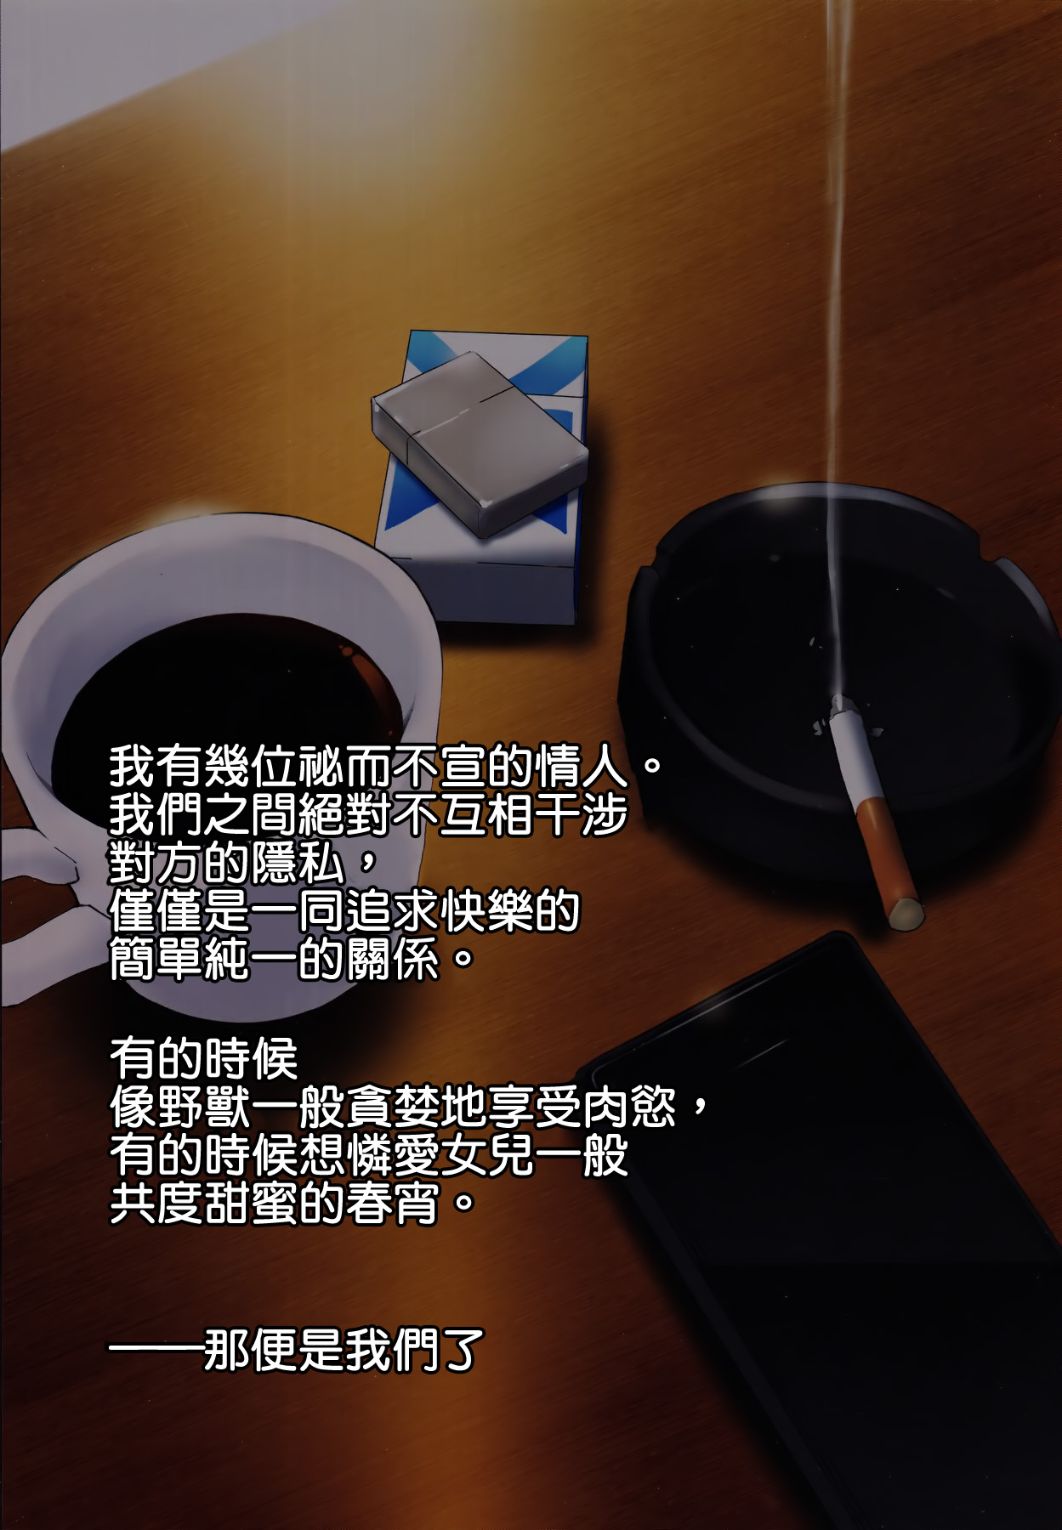 我有幾位祕而不宣的情人。
我們之間絕對不互相干涉
對方的隱私，
僅僅是一同追求快樂的
簡單純一的關係。
有的時候
像野獸一般貪婪地享受肉慾，
有的時候想憐愛女兒一般
共度甜蜜的春宵。
——那便是我們了